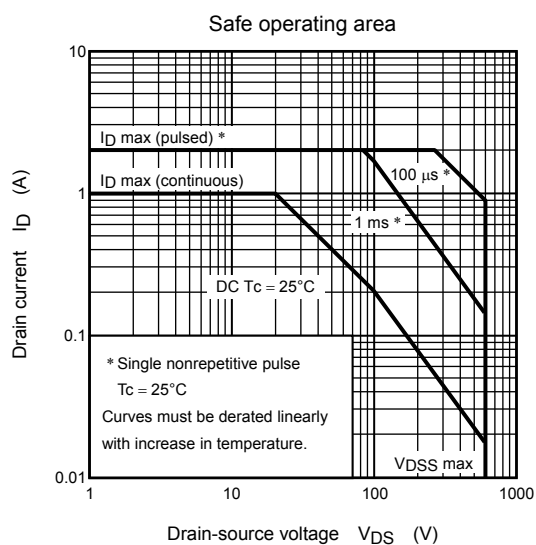 Safe operating area
10
1
0.1
0.01
Drain current ID (A)
ID max (pulsed) *
ID max (continuous)
100 μs *
1 ms *
DC Tc = 25°C
* Single nonrepetitive pulse
Tc = 25°C
Curves must be derated linearly
with increase in temperature.
VDSS max
1 10 100 1000
Drain-source voltage VDS (V)